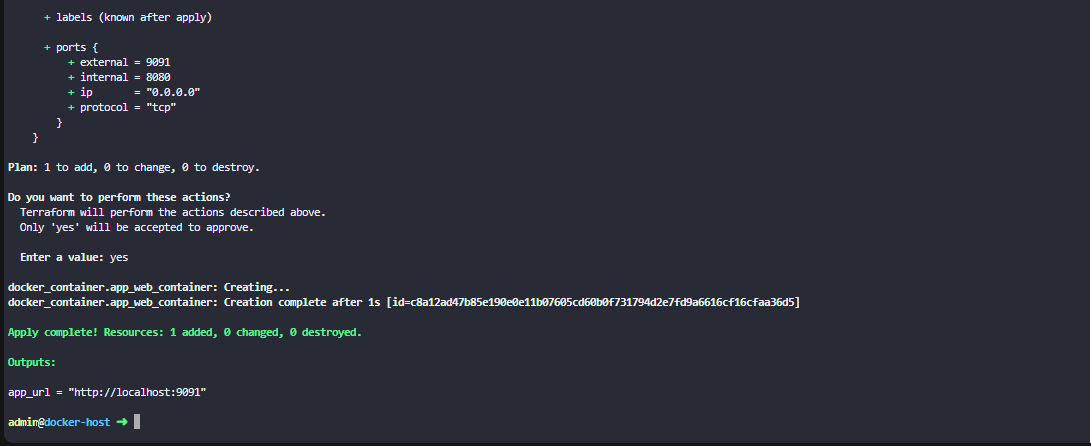 + labels (known after apply)
+ ports {
+ external = 9091
+ internal = 8080
+ ip       = "0.0.0.0"
+ protocol = "tcp"
}
}
Plan: 1 to add, 0 to change, 0 to destroy.
Do you want to perform these actions?
Terraform will perform the actions described above.
Only 'yes' will be accepted to approve.
Enter a value: yes
docker_container.app_web_container: Creating...
docker_container.app_web_container: Creation complete after 1s [id=c8a12ad47b85e190e0e11b07605cd60b0f731794d2e7fd9a6616cf16cfaa36d5]
Apply complete! Resources: 1 added, 0 changed, 0 destroyed.
Outputs:
app_url = "http://localhost:9091"
admin@docker-host ➜